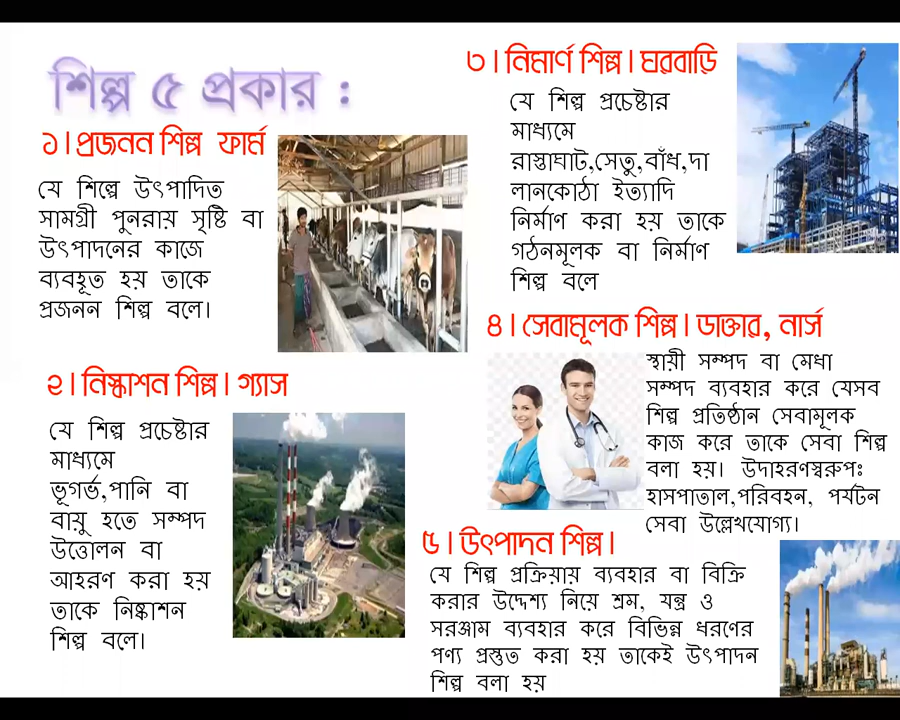 শিল্প ৫ প্রকার :
১। প্রজনন শিল্প ফার্ম
যে শিল্পে উৎপাদিত
সামগ্রী পুনরায় সৃষ্টি বা
উৎপাদনের কাজে
ব্যবহূত হয় তাকে
প্রজনন শিল্প বলে।
২। নিস্কাশন শিল্প। গ্যাস
যে শিল্প প্রচেষ্টার
মাধ্যমে
ভূগর্ভ,পানি বা
বায়ু হতে সম্পদ
উত্তোলন বা
আহরণ করা হয়
তাকে নিষ্কাশন
শিল্প বলে।
৩। নিমার্ণ শিল্প। ঘরবাড়ি
যে শিল্প প্রচেষ্টার
মাধ্যমে
রাস্তাঘাট,সেতু,বাঁধ,দা
লানকোঠা ইত্যাদি
নির্মাণ করা হয় তাকে
গঠনমূলক বা নির্মাণ
শিল্প বলে
৪। সেবামূলক শিল্প। ডাক্তার, নার্স
স্থায়ী সম্পদ বা মেধা
সম্পদ ব্যবহার করে যেসব
শিল্প প্রতিষ্ঠান সেবামূলক
কাজ করে তাকে সেবা শিল্প
বলা হয়। উদাহরণস্বরুপঃ
হাসপাতাল,পরিবহন, পর্যটন
সেবা উল্লেখযোগ্য।
৫। উৎপাদন শিল্প।
যে শিল্প প্রক্রিয়ায় ব্যবহার বা বিক্রি
করার উদ্দেশ্য নিয়ে শ্রম, যন্ত্র ও
সরঞ্জাম ব্যবহার করে বিভিন্ন ধরণের
পণ্য প্রস্তুত করা হয় তাকেই উৎপাদন
শিল্প বলা হয়